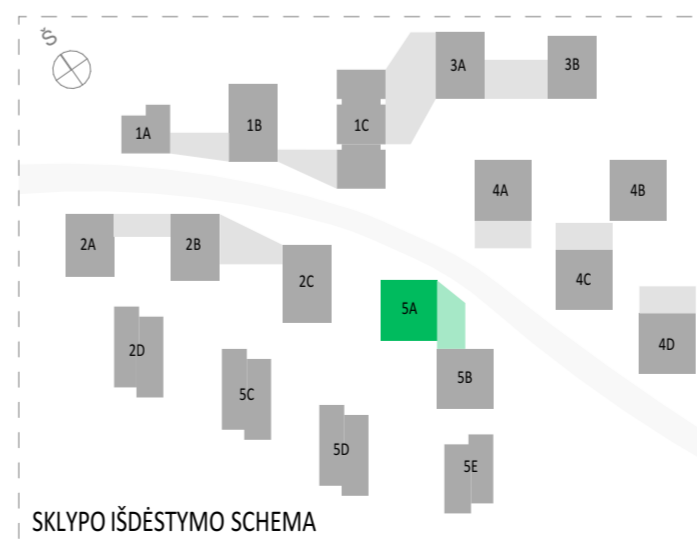 Š
3A
3B
1A
1B
1C
4A
4B
2A
2B
2C
4C
5A
4D
2D
5B
5C
5D
5E
SKLYPO IŠDĖSTYMO SCHEMA